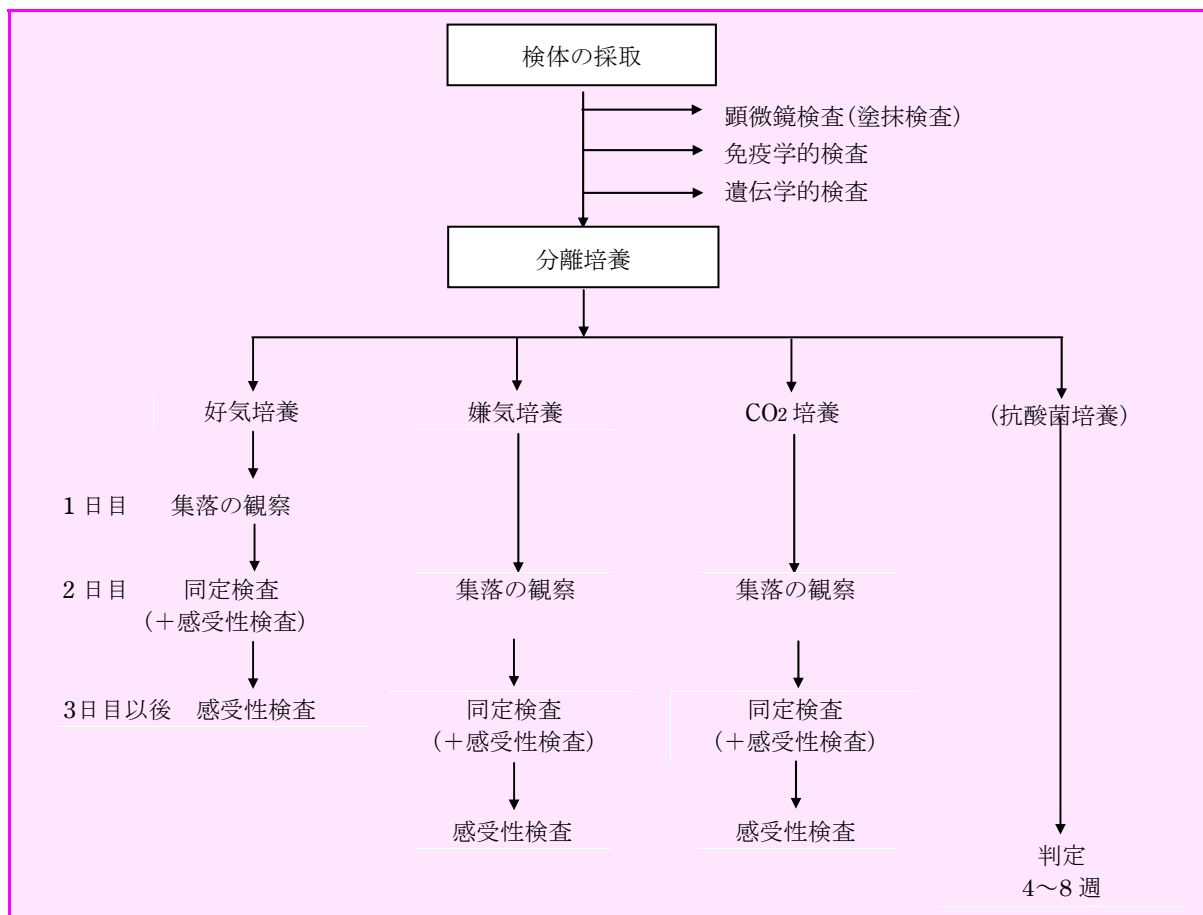 検体の採取
顕微鏡検査(塗抹検査)
免疫学的検査
遺伝学的検査
分離培養
好気培養 嫌気培養 CO2 培養 (抗酸菌培養)
1 日目 集落の観察
2 日目 同定検査 集落の観察 集落の観察
(+感受性検査)
3日目以後 感受性検査 同定検査 同定検査
(+感受性検査) (+感受性検査)
感受性検査 感受性検査
判定
4~8 週